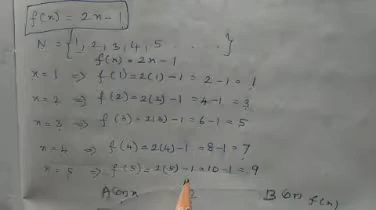 f(x) = 2x - 1
N = {1, 2, 3, 4, 5 . . . . }
f(x) = 2x - 1
x = 1 ⇒ f(1) = 2(1) - 1 = 2 - 1 = 1
x = 2 ⇒ f(2) = 2(2) - 1 = 4 - 1 = 3
x = 3 ⇒ f(3) = 2(3) - 1 = 6 - 1 = 5
x = 4 ⇒ f(4) = 2(4) - 1 = 8 - 1 = 7
x = 5 ⇒ f(5) = 2(5) - 1 = 10 - 1 = 9
A (or) x B (or) f(x)